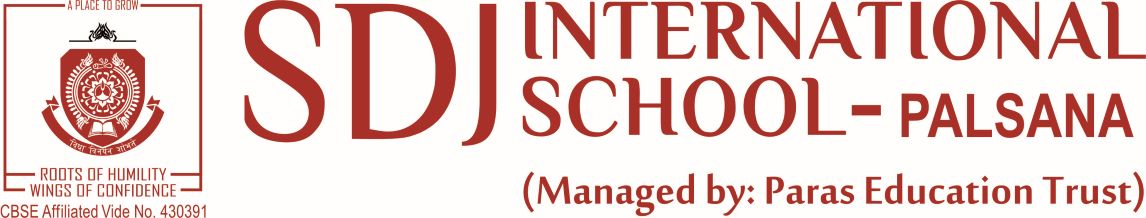 A PLACE TO GROW
ROOTS OF HUMILITY
WINGS OF CONFIDENCE
CBSE Affiliated Vide No. 430391
SDJ INTERNATIONAL
SCHOOL - PALSANA
(Managed by: Paras Education Trust)